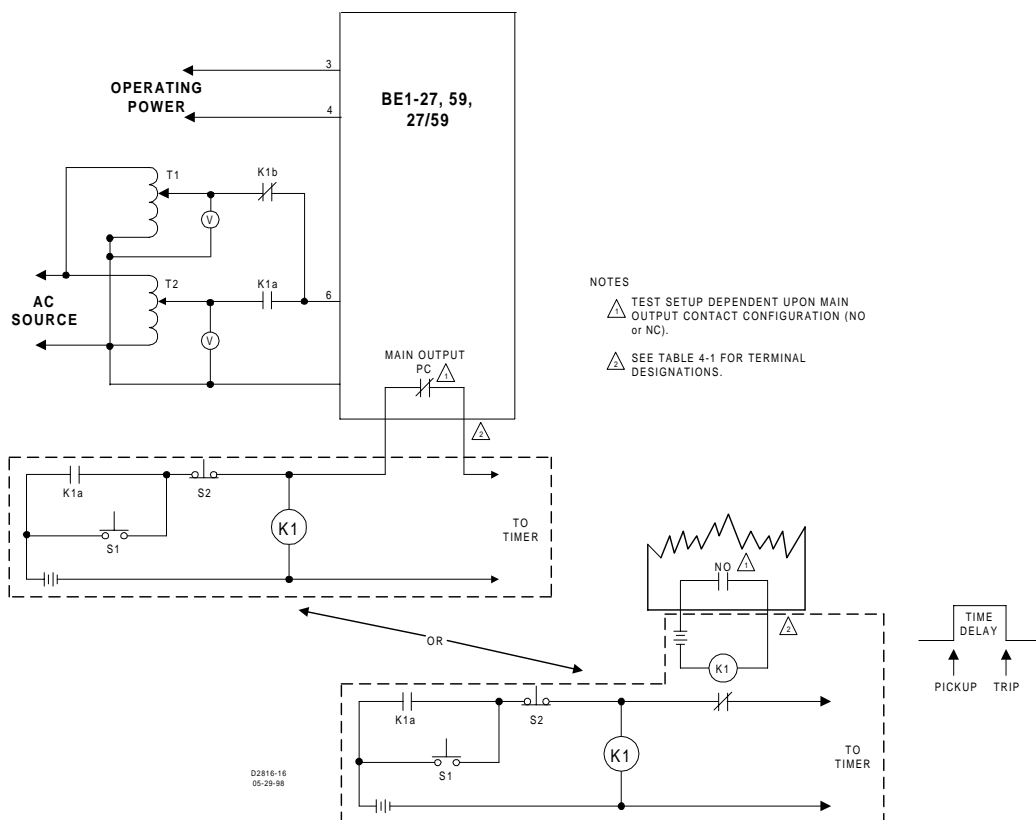 3
OPERATING
POWER
4
BE1-27, 59,
27/59
T1
K1b
V
T2
K1a
6
AC
SOURCE
V
MAIN OUTPUT
PC
1
2
NOTES
1 TEST SETUP DEPENDENT UPON MAIN
OUTPUT CONTACT CONFIGURATION (NO
or NC).
2 SEE TABLE 4-1 FOR TERMINAL
DESIGNATIONS.
K1a
S2
S1
K1
TO
TIMER
OR
NO
1
2
K1
TIME
DELAY
PICKUP
TRIP
K1a
S2
S1
K1
TO
TIMER
D2816-16
05-29-98